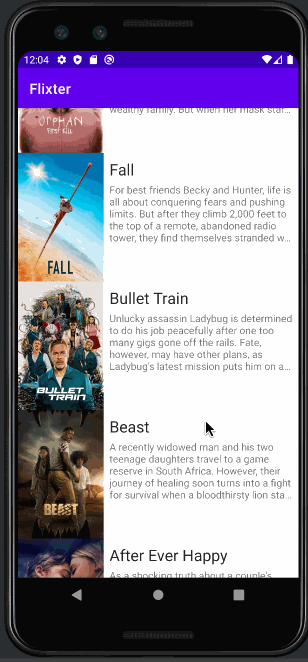 12:04
Flixter
wealthy family. But when her mask star...
ORPHAN
FIRST KILL
Fall
For best friends Becky and Hunter, life is
all about conquering fears and pushing
limits. But after they climb 2,000 feet to
the top of a remote, abandoned radio
tower, they find themselves stranded w...
FALL
Bullet Train
Unlucky assassin Ladybug is determined
to do his job peacefully after one too
many gigs gone off the rails. Fate,
however, may have other plans, as
Ladybug's latest mission puts him on a...
BULLET
TRAIN
Beast
A recently widowed man and his two
teenage daughters travel to a game
reserve in South Africa. However, their
journey of healing soon turns into a fight
for survival when a bloodthirsty lion sta...
BEAST
After Ever Happy
As a shocking truth about a couple's